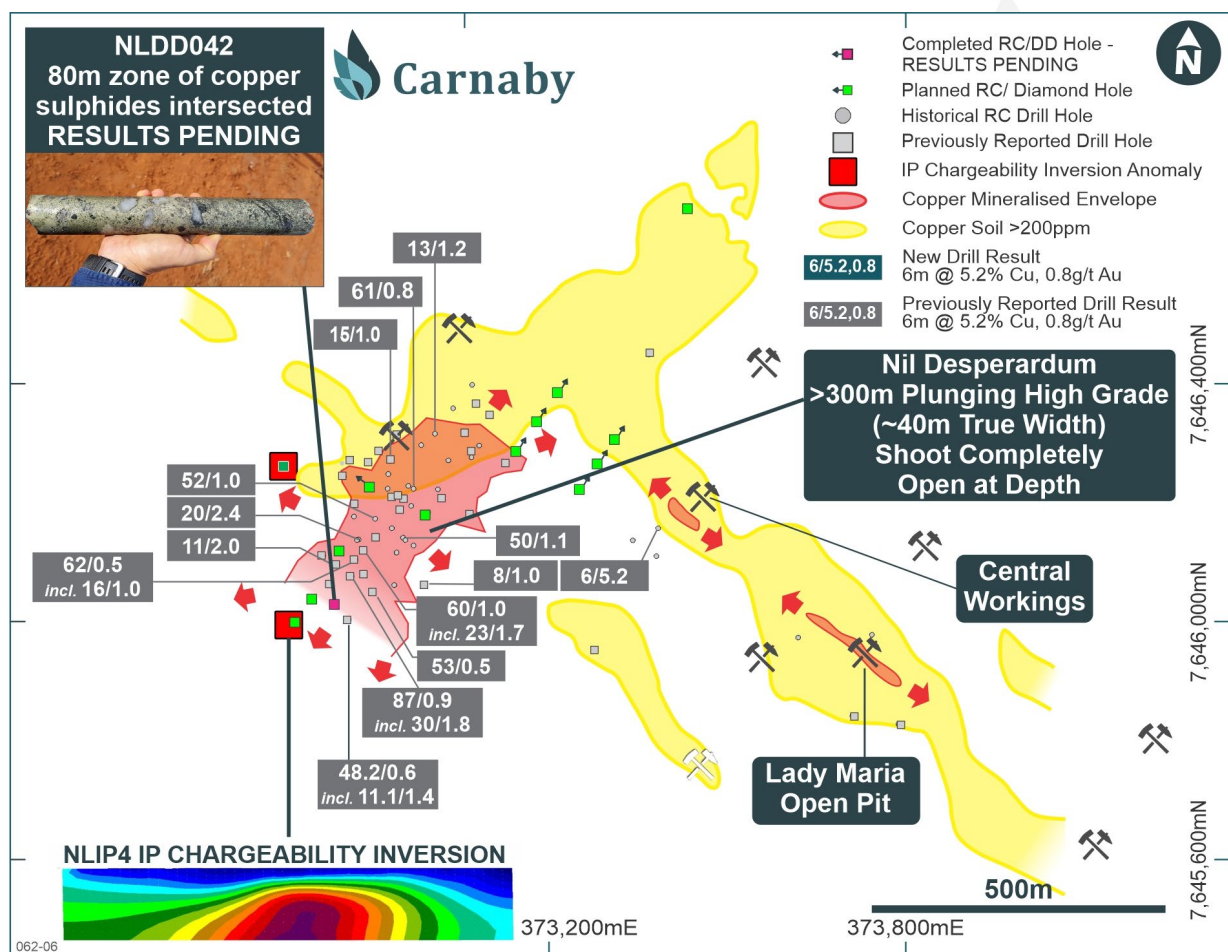 NLDD042
80m zone of copper
sulphides intersected
RESULTS PENDING
Carnaby
Completed RC/DD Hole -
RESULTS PENDING
Planned RC/ Diamond Hole
Historical RC Drill Hole
Previously Reported Drill Hole
IP Chargeability Inversion Anomaly
Copper Mineralised Envelope
Copper Soil >200ppm
6/5.2,0.8
New Drill Result
6m @ 5.2% Cu, 0.8g/t Au
6/5.2,0.8
Previously Reported Drill Result
6m @ 5.2% Cu, 0.8g/t Au
N
13/1.2
61/0.8
15/1.0
Nil Desperardum
>300m Plunging High Grade
(~40m True Width)
Shoot Completely
Open at Depth
7,646,400mN
52/1.0
20/2.4
11/2.0
62/0.5
incl. 16/1.0
50/1.1
8/1.0
6/5.2
60/1.0
incl. 23/1.7
53/0.5
87/0.9
incl. 30/1.8
48.2/0.6
incl. 11.1/1.4
Central
Workings
7,646,000mN
Lady Maria
Open Pit
NLIP4 IP CHARGEABILITY INVERSION
500m
7,645,600mN
373,200mE
373,800mE
062-06